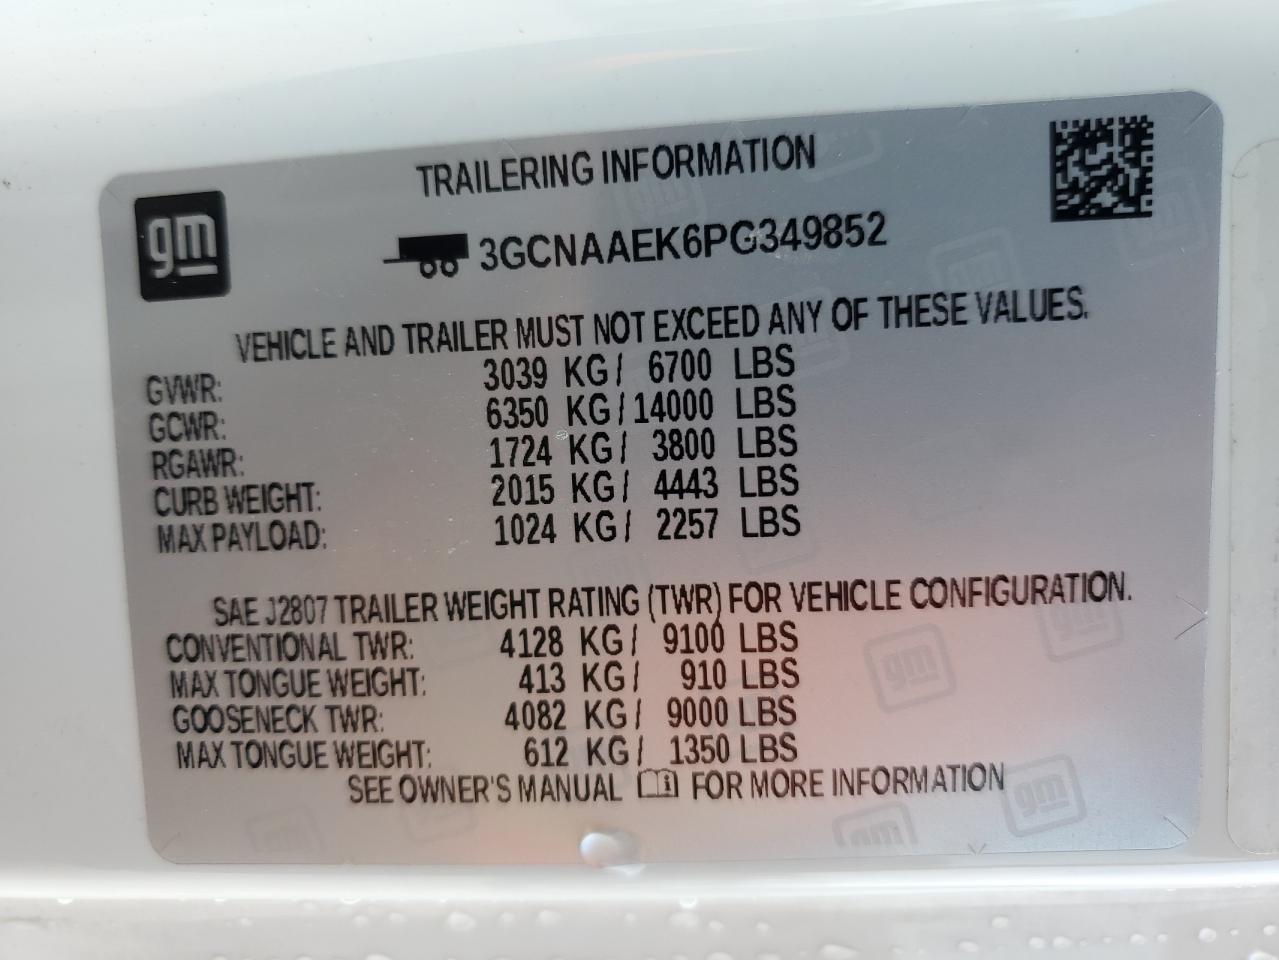 TRAILERING INFORMATION
gm
3GCNAAEK6PG349852
VEHICLE AND TRAILER MUST NOT EXCEED ANY OF THESE VALUES.
GVWR: 3039 KG/ 6700 LBS
GCWR: 6350 KG/14000 LBS
RGAWR: 1724 KG/ 3800 LBS
CURB WEIGHT: 2015 KG/ 4443 LBS
MAX PAYLOAD: 1024 KG/ 2257 LBS
SAE J2807 TRAILER WEIGHT RATING (TWR) FOR VEHICLE CONFIGURATION.
CONVENTIONAL TWR: 4128 KG/ 9100 LBS
MAX TONGUE WEIGHT: 413 KG/ 910 LBS
GOOSENECK TWR: 4082 KG/ 9000 LBS
MAX TONGUE WEIGHT: 612 KG/ 1350 LBS
SEE OWNER'S MANUAL FOR MORE INFORMATION